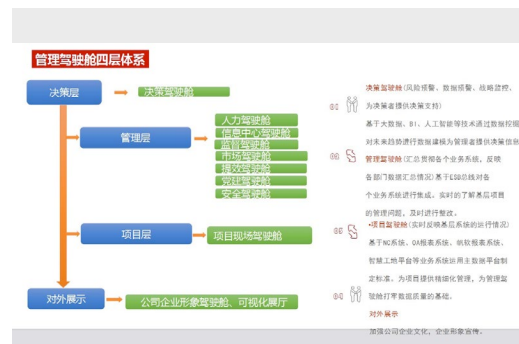 管理驾驶舱四层体系
决策层
决策驾驶舱
管理层
人力驾驶舱
信息中心驾驶舱
监督驾驶舱
市场驾驶舱
提效驾驶舱
党建驾驶舱
安全驾驶舱
项目层
项目现场驾驶舱
对外展示
公司企业形象驾驶舱、可视化展厅
01
决策驾驶舱(风险预警、数据预警、战略监控,
为决策者提供决策支持)
基于大数据、BI、人工智能等技术通过数据挖掘
对未来趋势进行数据建模为管理者提供决策信息
02
管理驾驶舱(汇总贯彻各个业务系统,反映
各部门数据汇总情况)基于ESB总线对各
个业务系统进行集成。实时的了解基层项目
的管理问题,及时进行整改。
03
•项目驾驶舱(实时反映基层系统的运行情况)
基于NC系统、OA报表系统、帆软报表系统、
智慧工地平台等业务系统运用主数据平台制
定标准。为项目提供精细化管理,为管理驾
04
驶舱打牢数据质量的基础。
对外展示
加强公司企业文化,企业形象宣传。